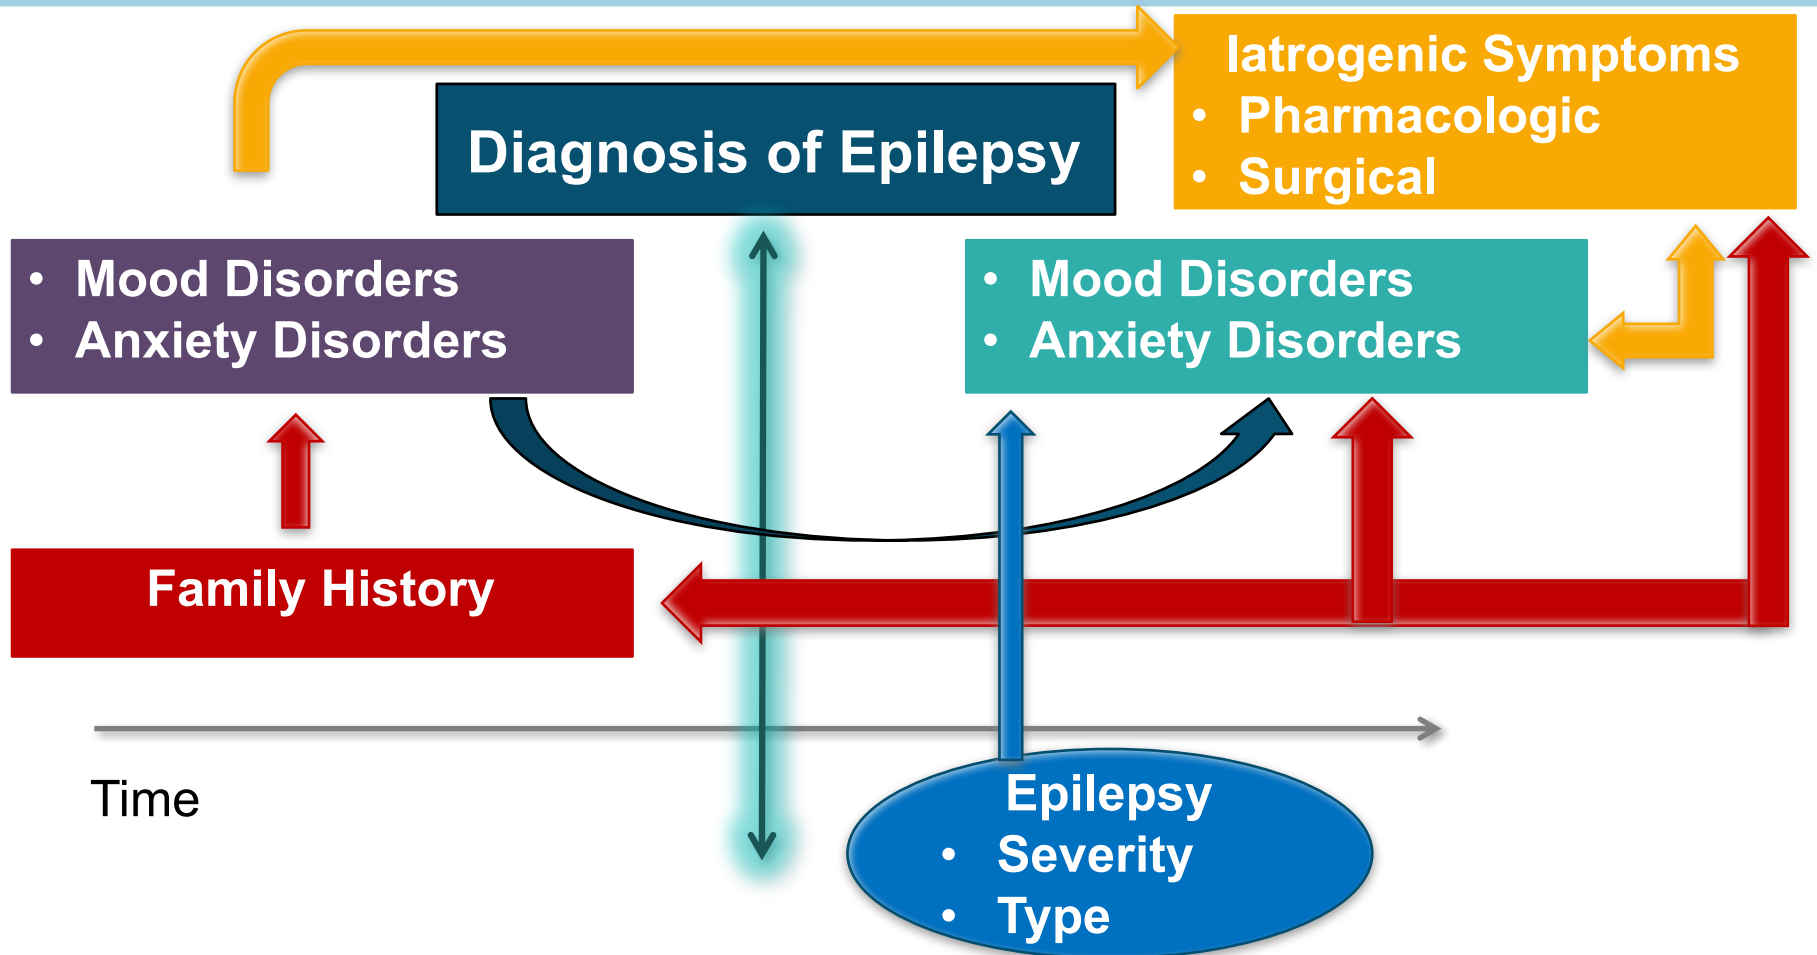 Iatrogenic Symptoms
• Pharmacologic
• Surgical
Diagnosis of Epilepsy
• Mood Disorders
• Anxiety Disorders
• Mood Disorders
• Anxiety Disorders
Family History
Time
Epilepsy
• Severity
• Type